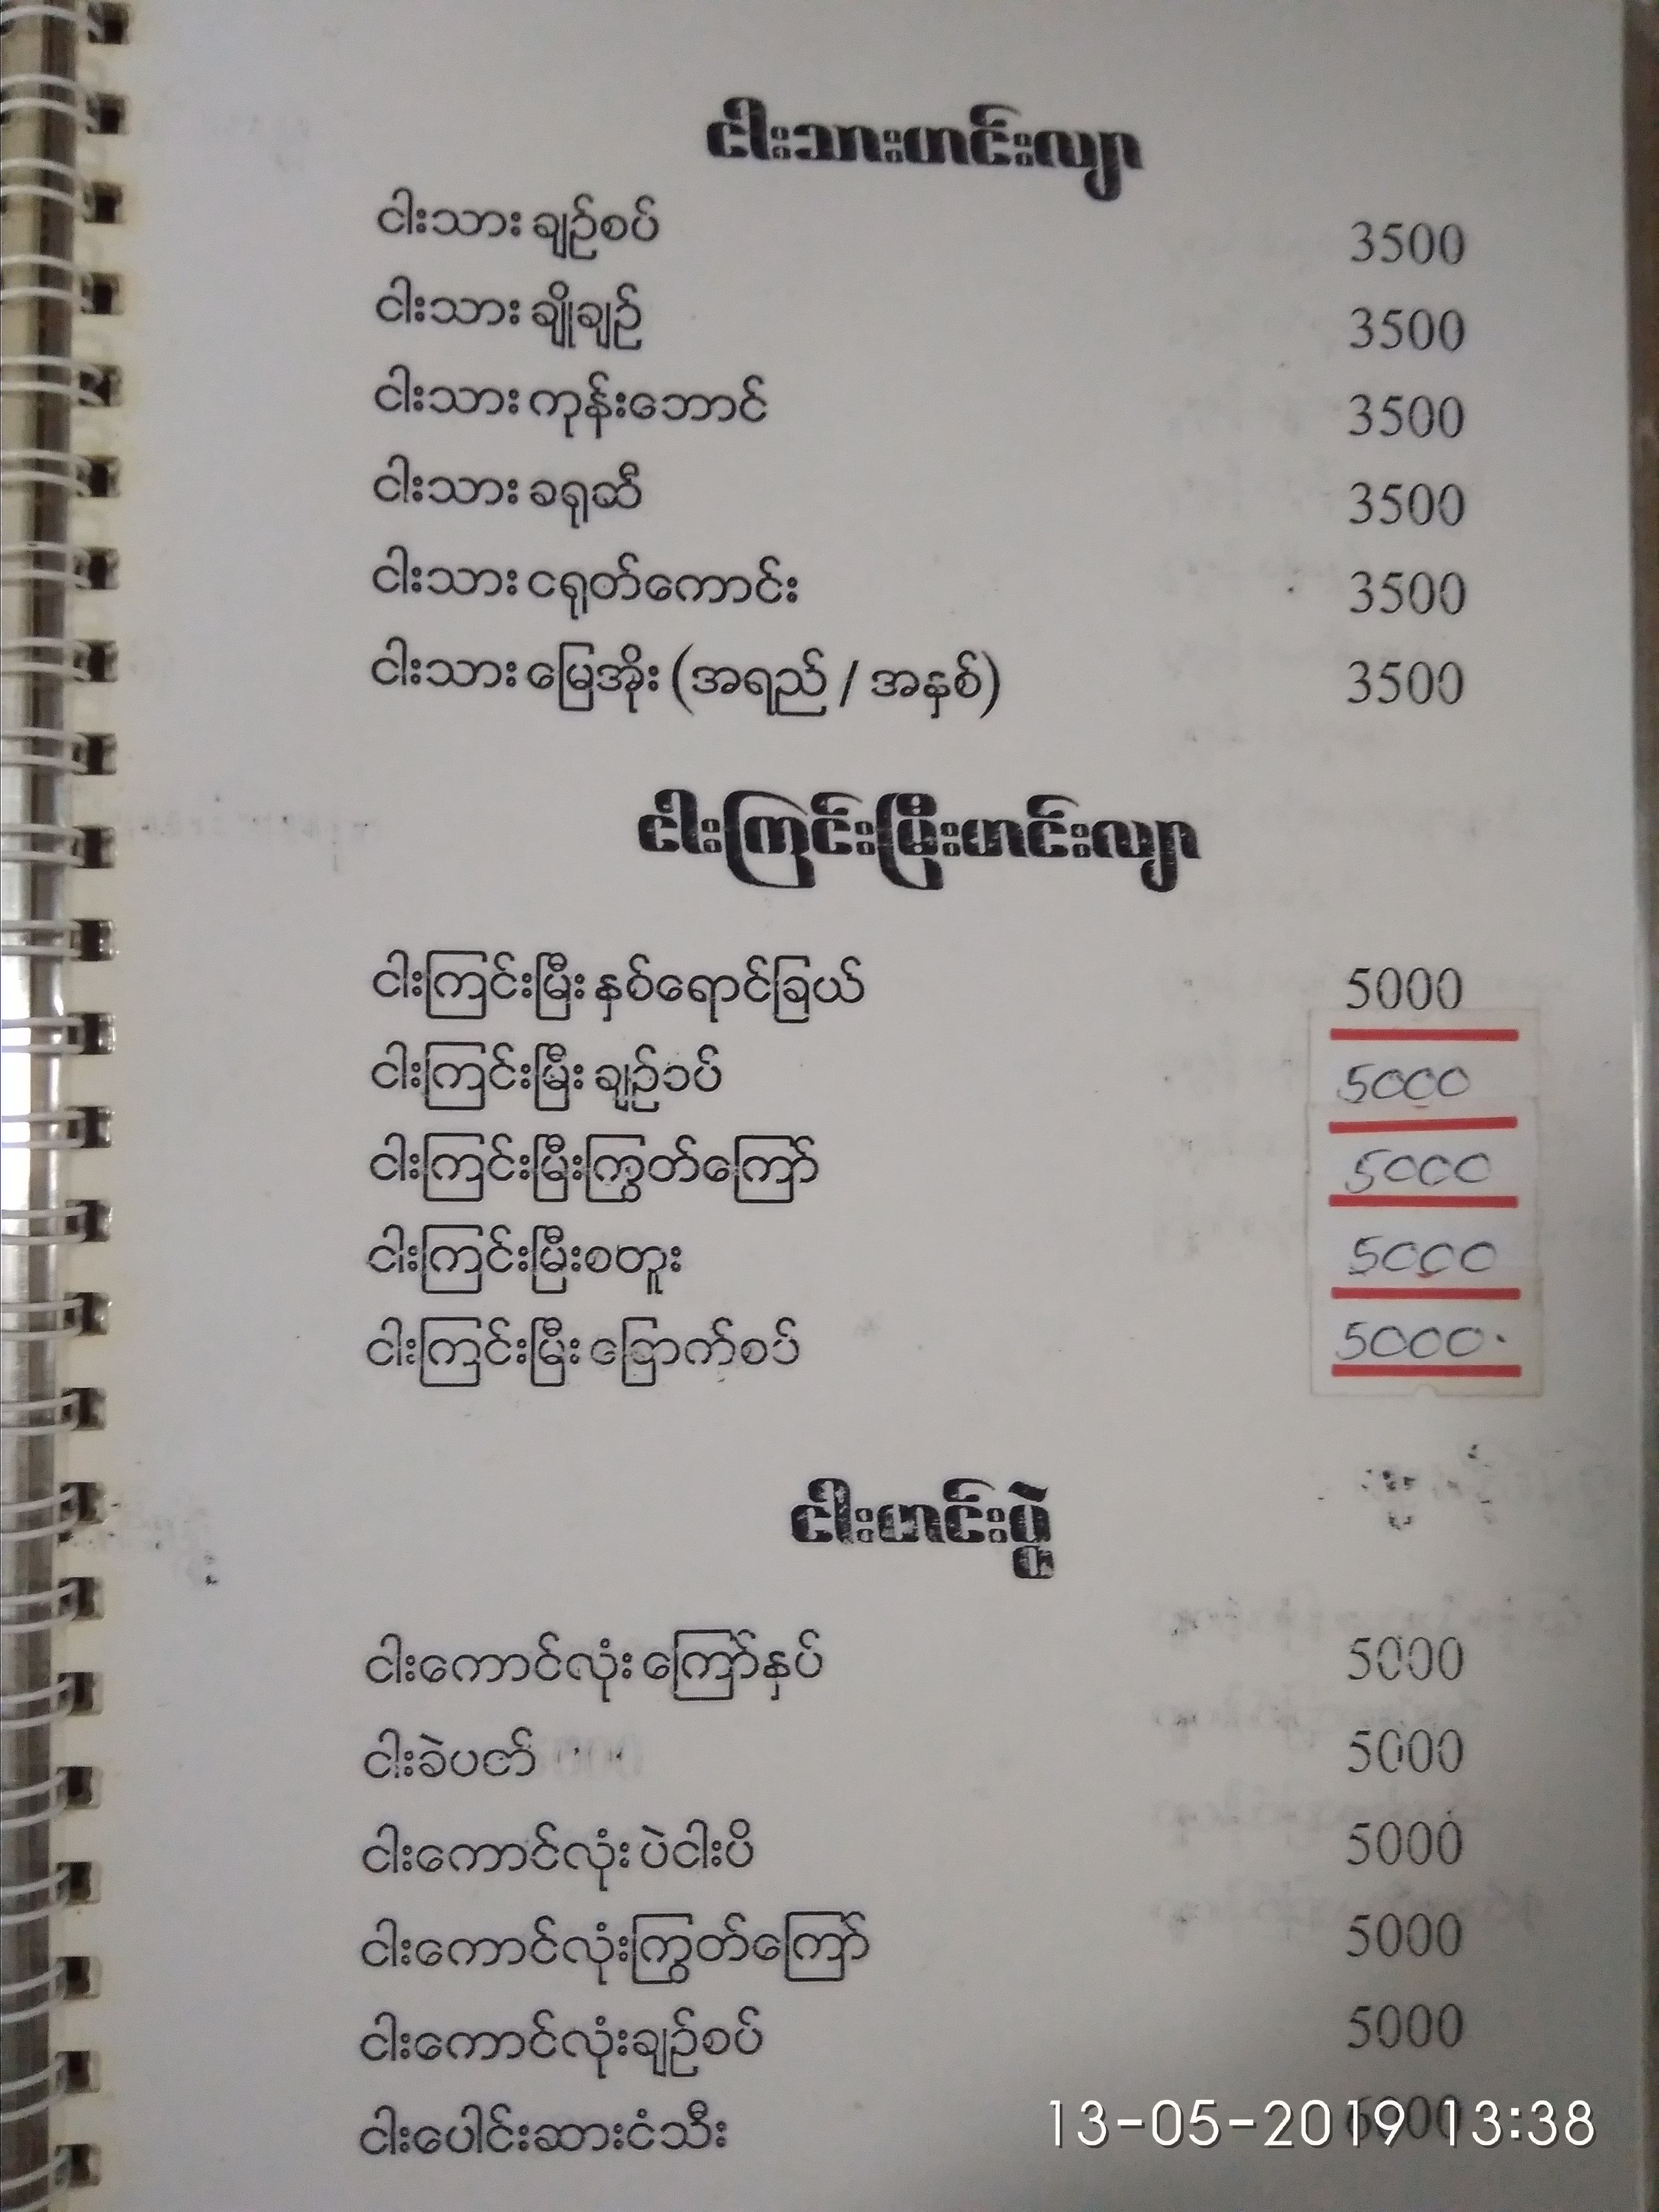 ငါးသားဟင်းလျာ
ငါးသား ချဉ်စပ် 3500
ငါးသား ချိုချဉ် 3500
ငါးသား ကုန်းဘောင် 3500
ငါးသား ခရုဆီ 3500
ငါးသား ငရုတ်ကောင်း 3500
ငါးသား မြေအိုး (အရည် / အနှစ်) 3500
ငါးကြင်းမြီးဟင်းလျာ
ငါးကြင်းမြီး နှစ်ရောင်ခြယ် 5000
ငါးကြင်းမြီး ချဉ်စပ် 5000
ငါးကြင်းမြီးကြွတ်ကြော် 5000
ငါးကြင်းမြီးစတူး 5000
ငါးကြင်းမြီး ခြောက်စပ် 5000
ငါးဟင်းပွဲ
ငါးကောင်လုံး ကြော်နှပ် 5000
ငါးခဲပတ် 5000
ငါးကောင်လုံး ပဲငါးပိ 5000
ငါးကောင်လုံးကြွတ်ကြော် 5000
ငါးကောင်လုံးချဉ်စပ် 5000
ငါးပေါင်းဆားငံသီး 6000
13-05-2019 13:38